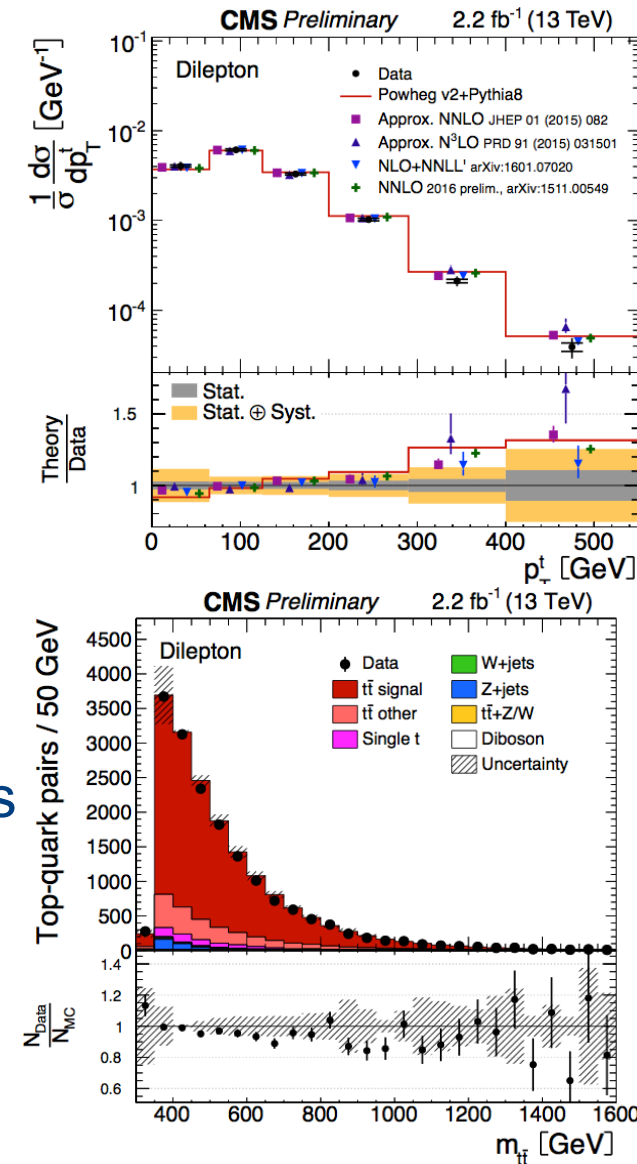 CMS Preliminary 2.2 fb⁻¹ (13 TeV)
10⁻¹
10⁻²
10⁻³
10⁻⁴
1/σ dσ/dp_T^t [GeV⁻¹]
Dilepton
Data
Powheg v2+Pythia8
Approx. NNLO JHEP 01 (2015) 082
Approx. N³LO PRD 91 (2015) 031501
NLO+NNLL' arXiv:1601.07020
NNLO 2016 prelim., arXiv:1511.00549
Theory
Data
1.5
1
Stat.
Stat. ⊕ Syst.
0 100 200 300 400 500
p_T^t [GeV]
CMS Preliminary 2.2 fb⁻¹ (13 TeV)
Top-quark pairs / 50 GeV
4500
4000
3500
3000
2500
2000
1500
1000
500
0
Dilepton
Data
tt̄ signal
tt̄ other
Single t
W+jets
Z+jets
tt̄+Z/W
Diboson
Uncertainty
s
N_Data
N_MC
1.4
1.2
1
0.8
0.6
400 600 800 1000 1200 1400 1600
m_tt̄ [GeV]